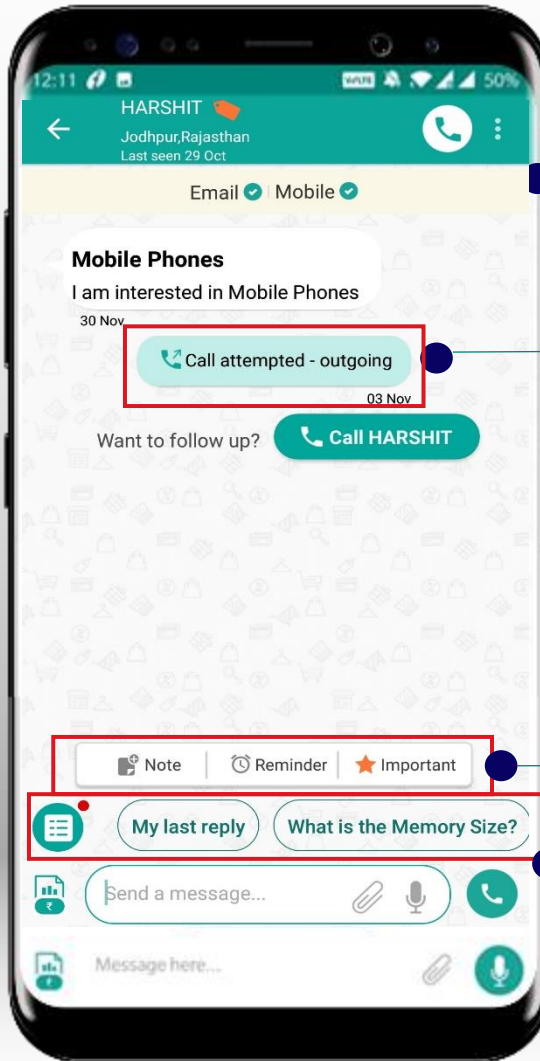 12:11
50%
HARSHIT
Jodhpur,Rajasthan
Last seen 29 Oct
Email Mobile
Mobile Phones
I am interested in Mobile Phones
30 Nov
Call attempted - outgoing
03 Nov
Want to follow up?
Call HARSHIT
Note
Reminder
Important
My last reply
What is the Memory Size?
Send a message...
₹
Message here...
₹